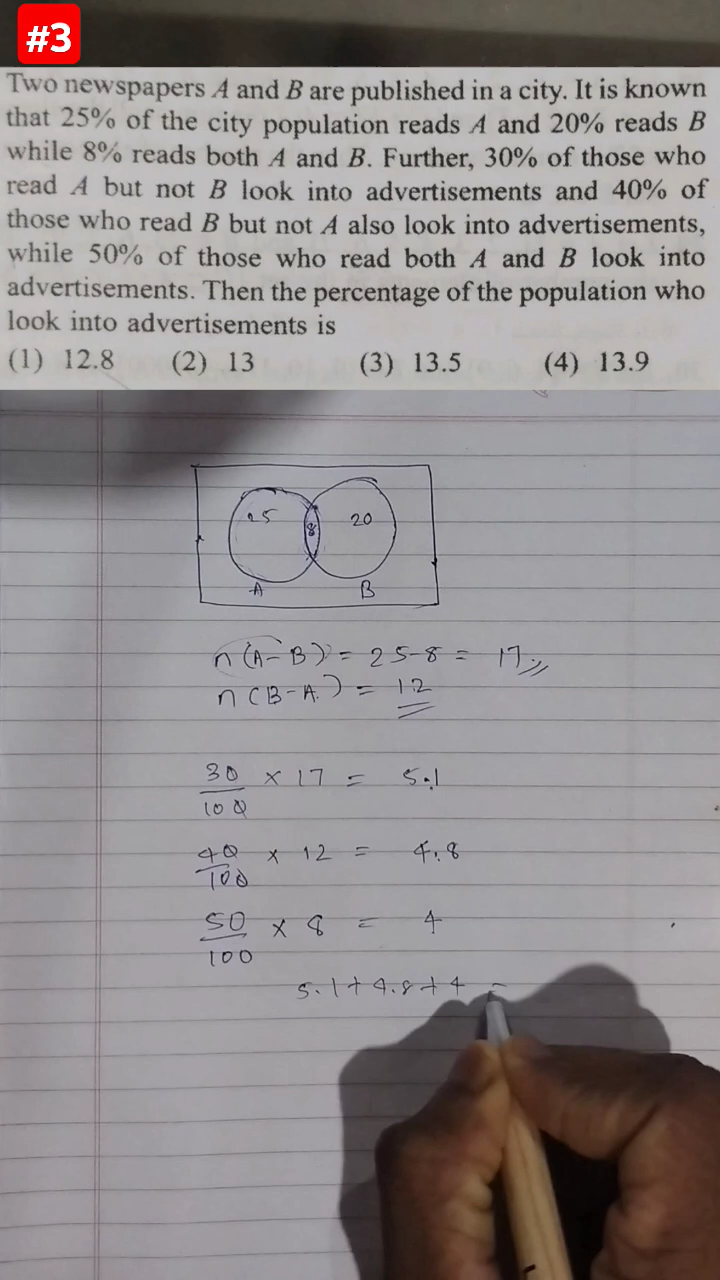 #3
Two newspapers A and B are published in a city. It is known
that 25% of the city population reads A and 20% reads B
while 8% reads both A and B. Further, 30% of those who
read A but not B look into advertisements and 40% of
those who read B but not A also look into advertisements,
while 50% of those who read both A and B look into
advertisements. Then the percentage of the population who
look into advertisements is
(1) 12.8 (2) 13 (3) 13.5 (4) 13.9
25 8 20
A B
n(A-B) = 25-8 = 17
n(B-A) = 12
30/100 × 17 = 5.1
40/100 × 12 = 4.8
50/100 × 8 = 4
5.1+4.8+4 =